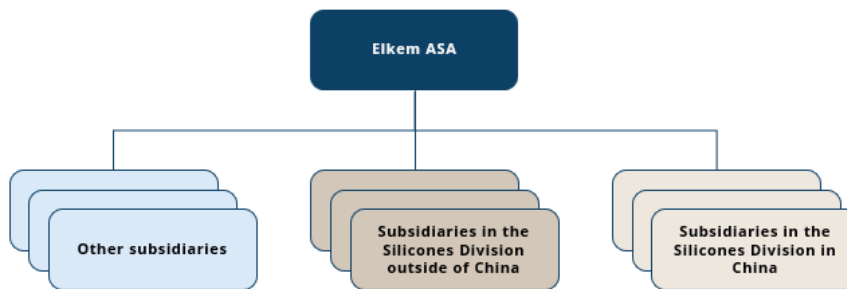 Elkem ASA
Other subsidiaries
Subsidiaries in the
Silicones Division
outside of China
Subsidiaries in the
Silicones Division in
China